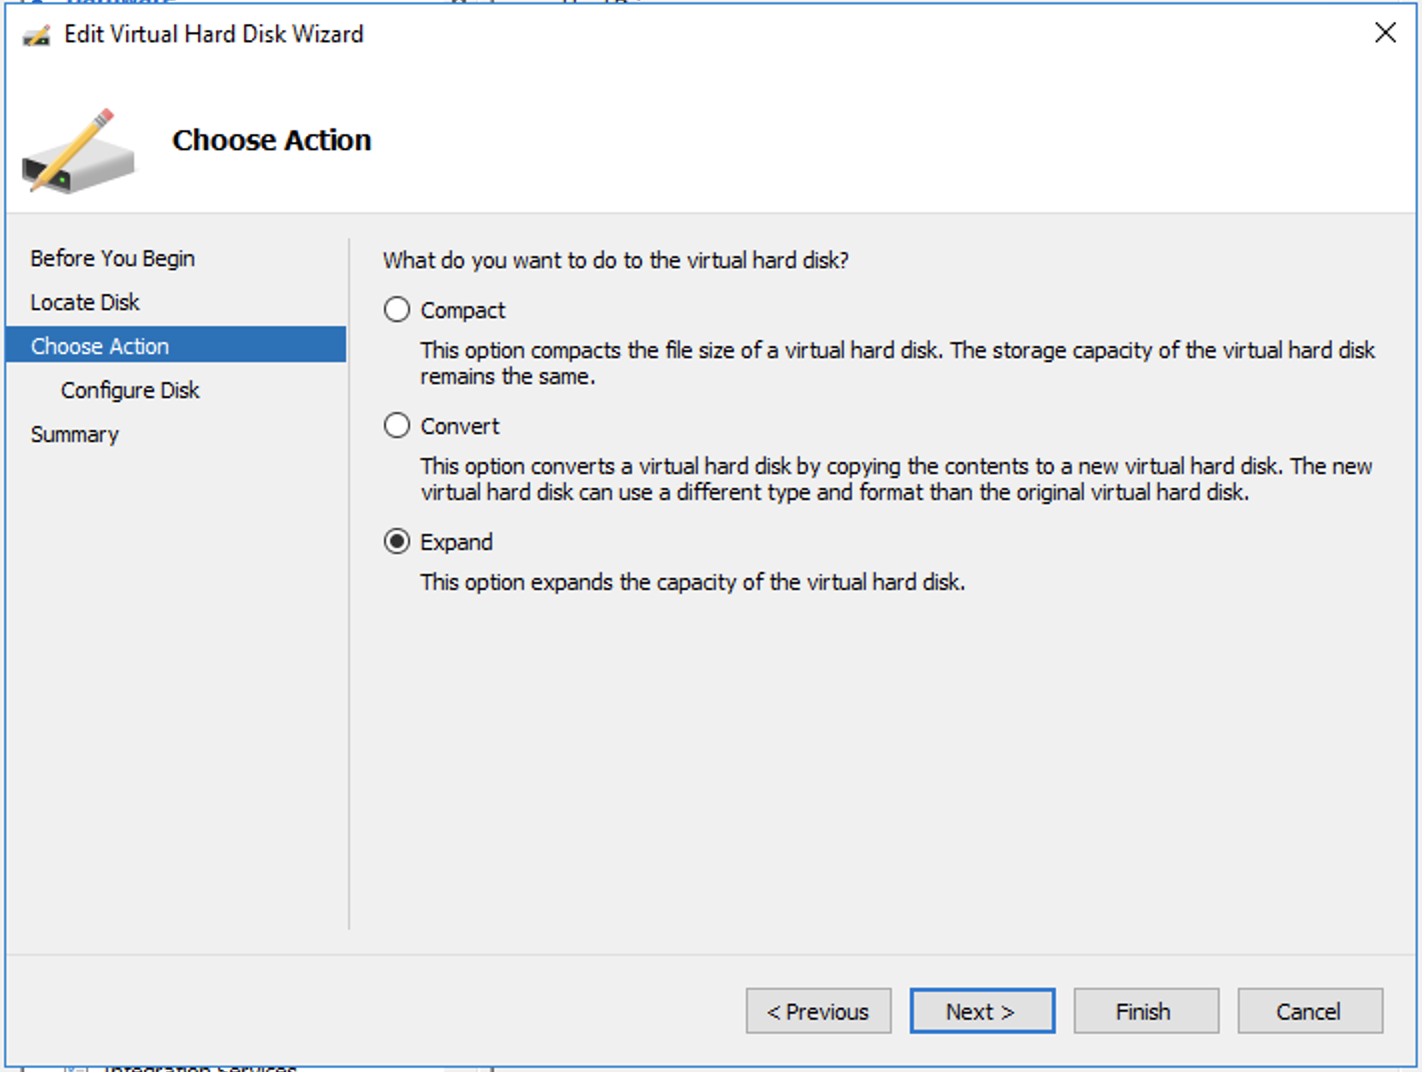 Edit Virtual Hard Disk Wizard
Choose Action
Before You Begin
Locate Disk
Choose Action
Configure Disk
Summary
What do you want to do to the virtual hard disk?
Compact
This option compacts the file size of a virtual hard disk. The storage capacity of the virtual hard disk
remains the same.
Convert
This option converts a virtual hard disk by copying the contents to a new virtual hard disk. The new
virtual hard disk can use a different type and format than the original virtual hard disk.
Expand
This option expands the capacity of the virtual hard disk.
< Previous
Next >
Finish
Cancel
Integration Services